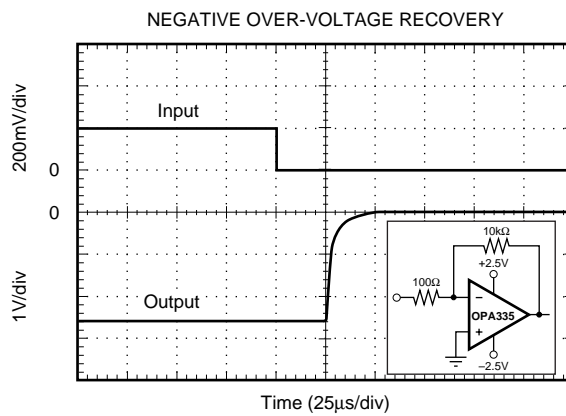 NEGATIVE OVER-VOLTAGE RECOVERY
200mV/div
Input
0
0
1V/div
Output
10kΩ
+2.5V
100Ω
−
OPA335
+
–2.5V
Time (25µs/div)